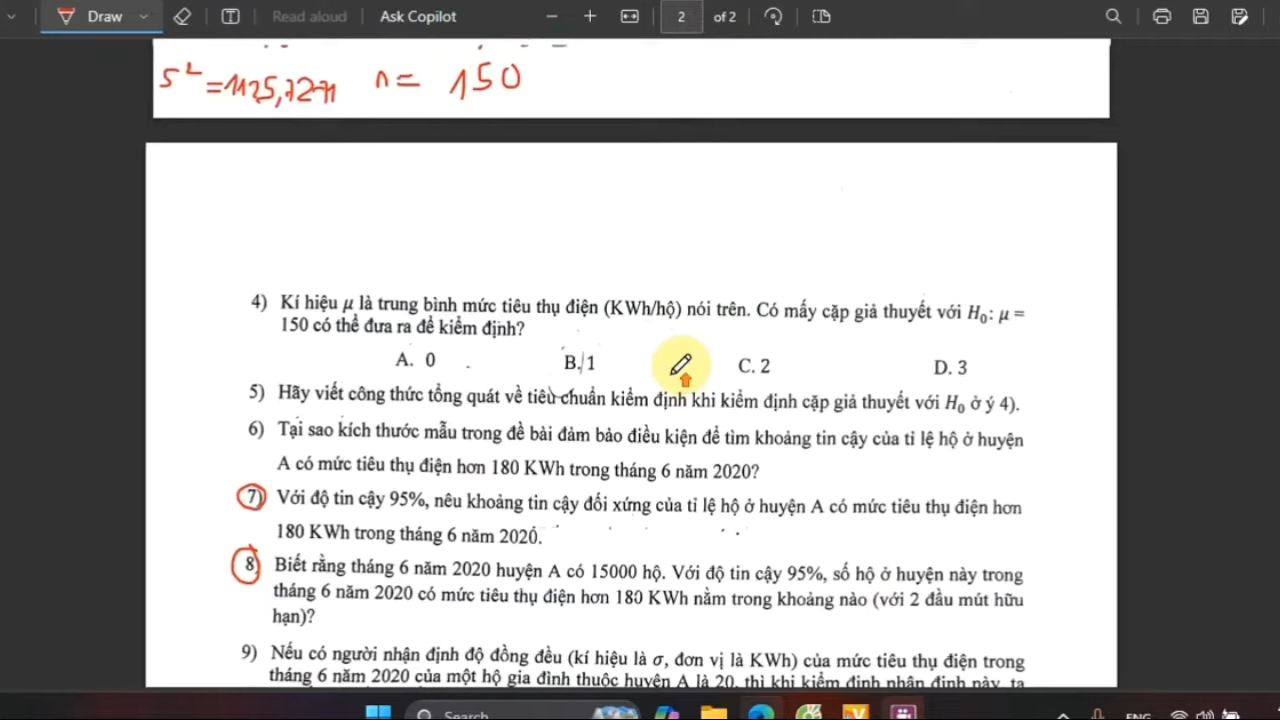 Draw
Read aloud
Ask Copilot
2
of 2
n = 150
4) Kí hiệu μ là trung bình mức tiêu thụ điện (KWh/hộ) nói trên. Có mấy cặp giả thuyết với H₀: μ =
150 có thể đưa ra để kiểm định?
A. 0 B. 1 C. 2 D. 3
5) Hãy viết công thức tổng quát về tiêu chuẩn kiểm định khi kiểm định cặp giả thuyết với H₀ ở ý 4).
6) Tại sao kích thước mẫu trong đề bài đảm bảo điều kiện để tìm khoảng tin cậy của tỉ lệ hộ ở huyện
A có mức tiêu thụ điện hơn 180 KWh trong tháng 6 năm 2020?
7) Với độ tin cậy 95%, nêu khoảng tin cậy đối xứng của tỉ lệ hộ ở huyện A có mức tiêu thụ điện hơn
180 KWh trong tháng 6 năm 2020.
8) Biết rằng tháng 6 năm 2020 huyện A có 15000 hộ. Với độ tin cậy 95%, số hộ ở huyện này trong
tháng 6 năm 2020 có mức tiêu thụ điện hơn 180 KWh nằm trong khoảng nào (với 2 đầu mút hữu
hạn)?
9) Nếu có người nhận định độ đồng đều (kí hiệu là σ, đơn vị là KWh) của mức tiêu thụ điện trong
tháng 6 năm 2020 của một hộ gia đình thuộc huyện A là 20, thì khi kiểm định nhận định này, ta
Search
ENG